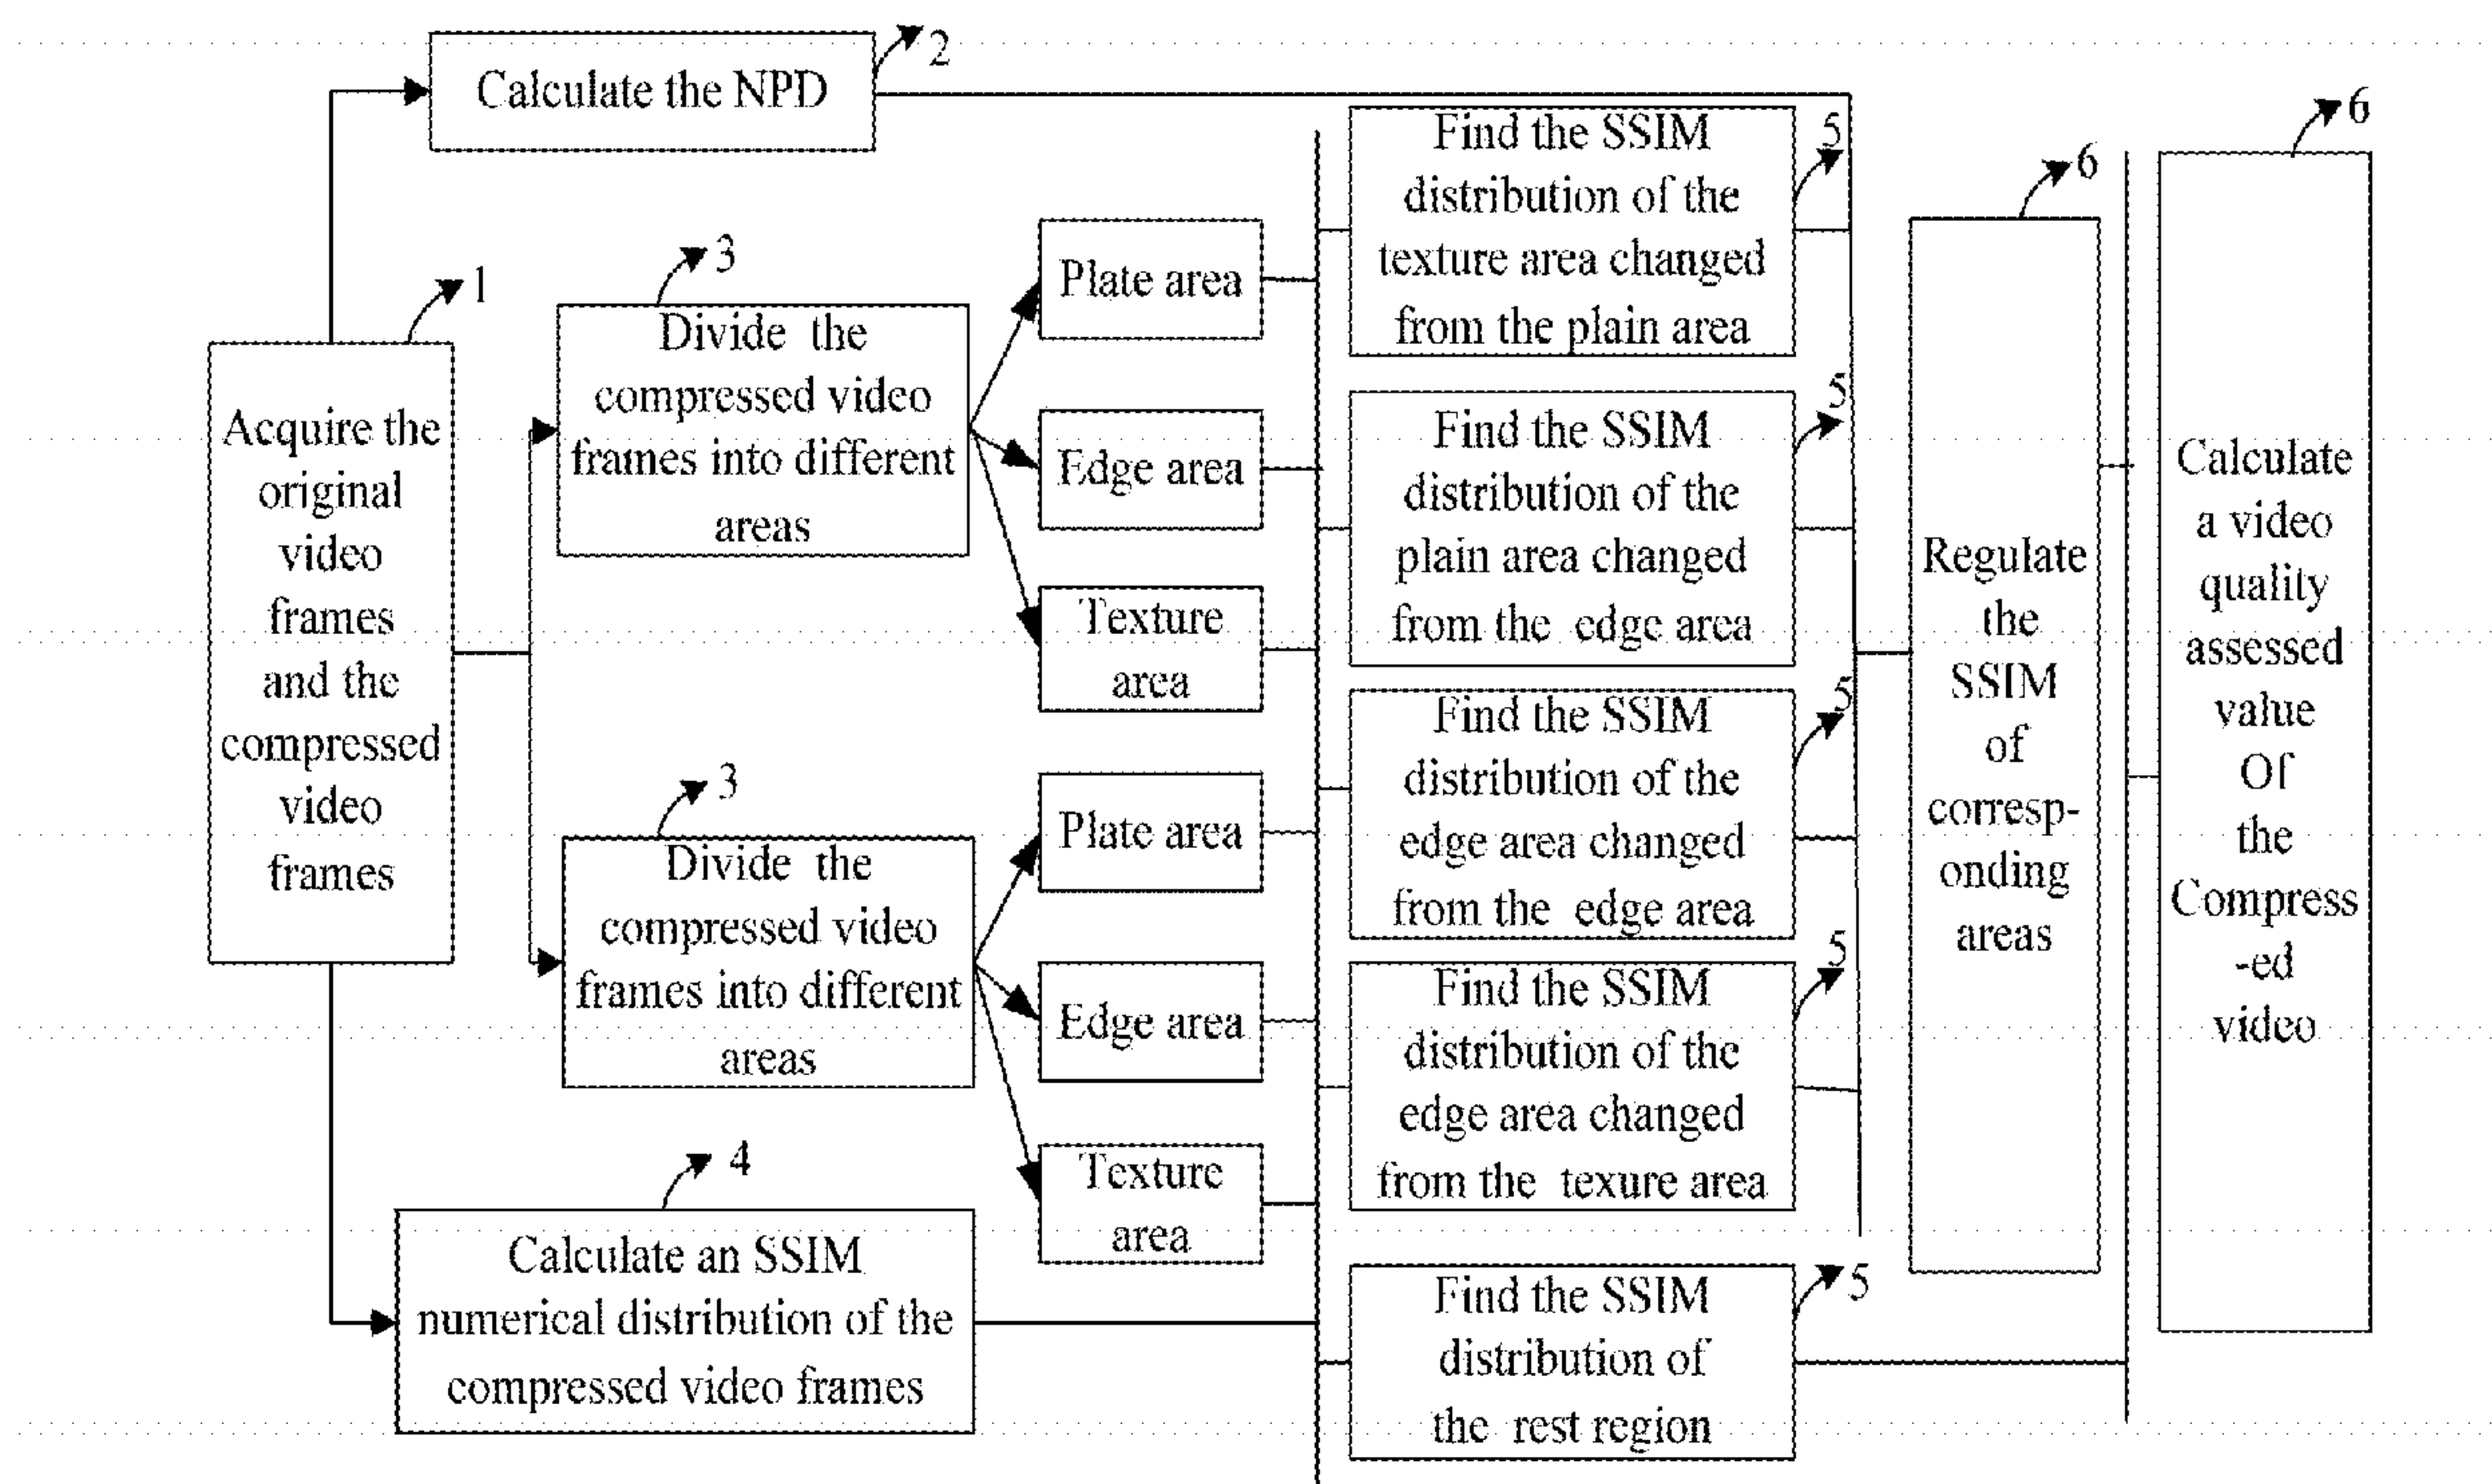 2
Calculate the NPD
1
Acquire the
original
video
frames
and the
compressed
video
frames
3
Divide the
compressed video
frames into different
areas
Plate area
Edge area
Texture
area
3
Divide the
compressed video
frames into different
areas
Plate area
Edge area
Texture
area
4
Calculate an SSIM
numerical distribution of the
compressed video frames
5
Find the SSIM
distribution of the
texture area changed
from the plain area
5
Find the SSIM
distribution of the
plain area changed
from the edge area
5
Find the SSIM
distribution of the
edge area changed
from the edge area
5
Find the SSIM
distribution of the
edge area changed
from the texure area
5
Find the SSIM
distribution of
the rest region
6
Regulate
the
SSIM
of
corresp-
onding
areas
6
Calculate
a video
quality
assessed
value
Of
the
Compress
-ed
video